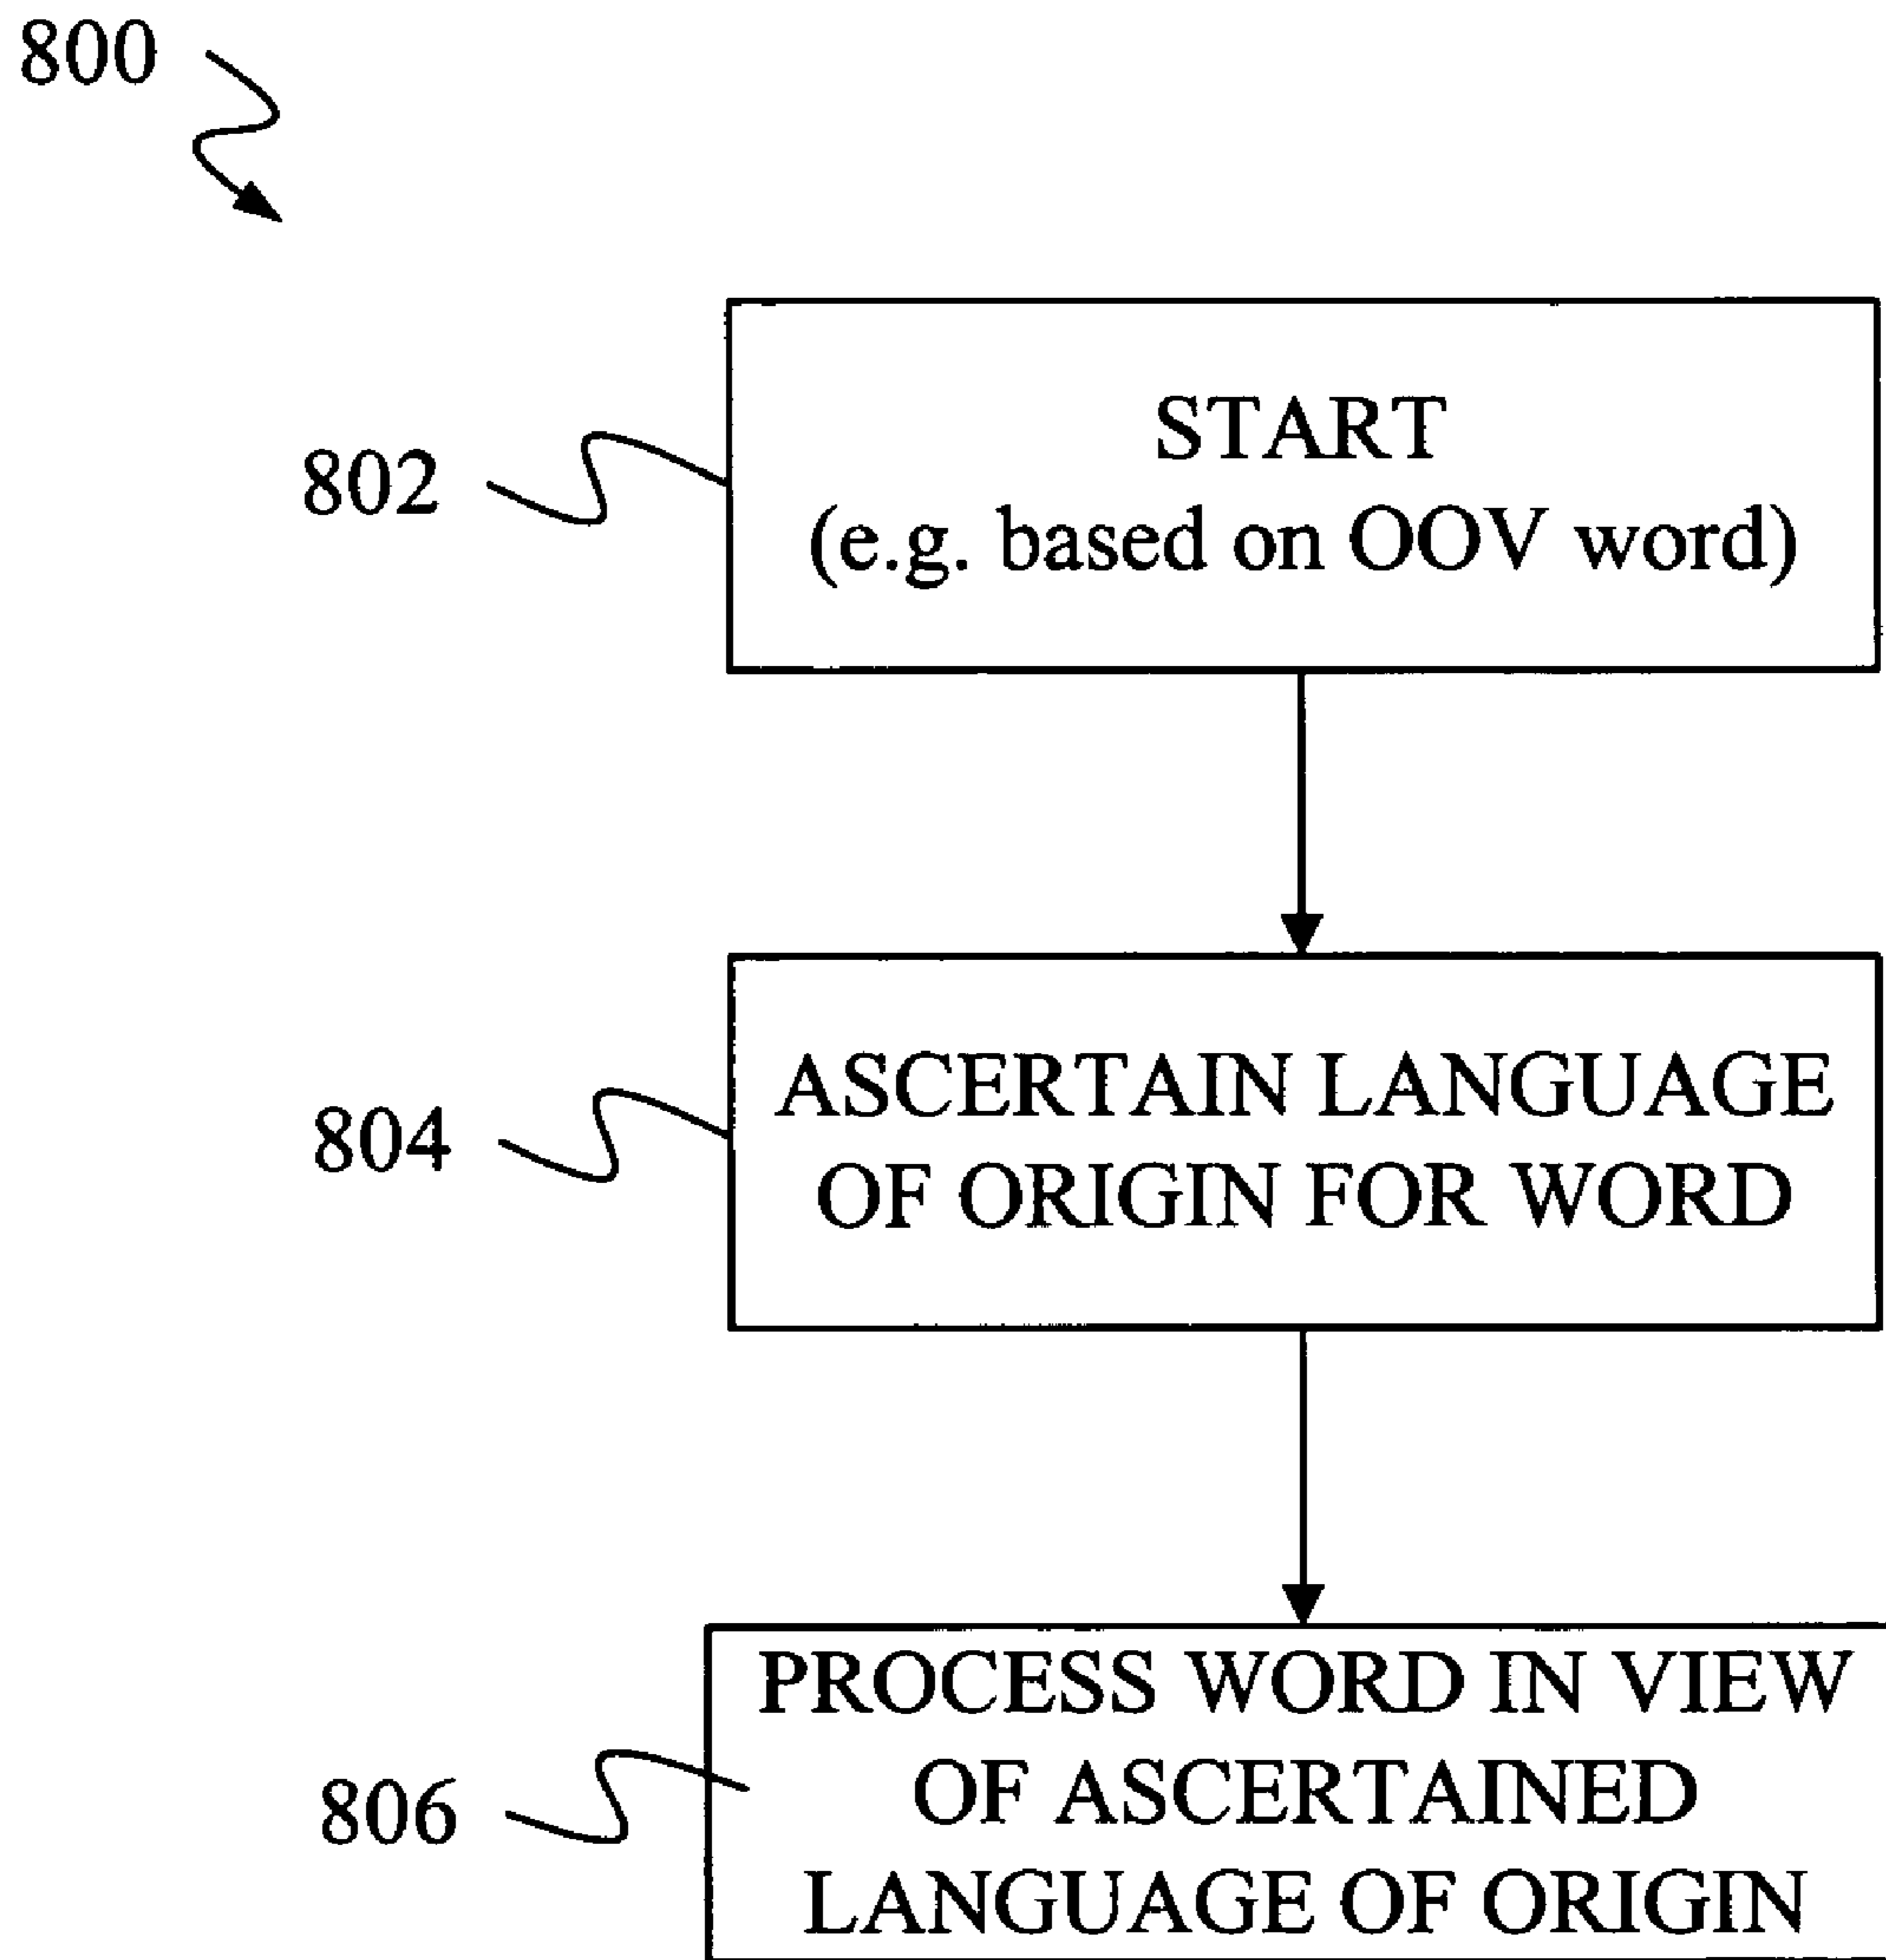 800
START
802
(e.g. based on OOV word)
ASCERTAIN LANGUAGE
804
OF ORIGIN FOR WORD
PROCESS WORD IN VIEW
806
OF ASCERTAINED
LANGUAGE OF ORIGIN